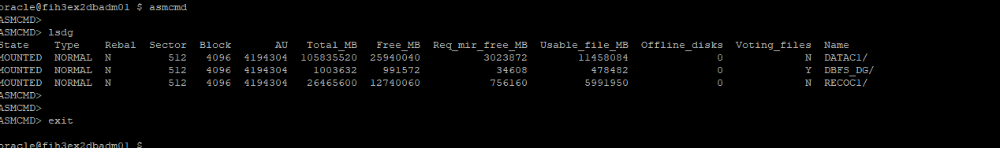 oracle@fih3ex2dbadm01 $ asmcmd
ASMCMD>
ASMCMD> lsdg
State    Type    Rebal  Sector  Block       AU   Total_MB   Free_MB  Req_mir_free_MB  Usable_file_MB  Offline_disks  Voting_files  Name
MOUNTED  NORMAL  N         512   4096  4194304  105835520  25940040          3023872        11458084              0             N  DATAC1/
MOUNTED  NORMAL  N         512   4096  4194304    1003632    991572            34608          478482              0             Y  DBFS_DG/
MOUNTED  NORMAL  N         512   4096  4194304   26465600  12740060           756160         5991950              0             N  RECOC1/
ASMCMD>
ASMCMD>
ASMCMD> exit
oracle@fih3ex2dbadm01 $